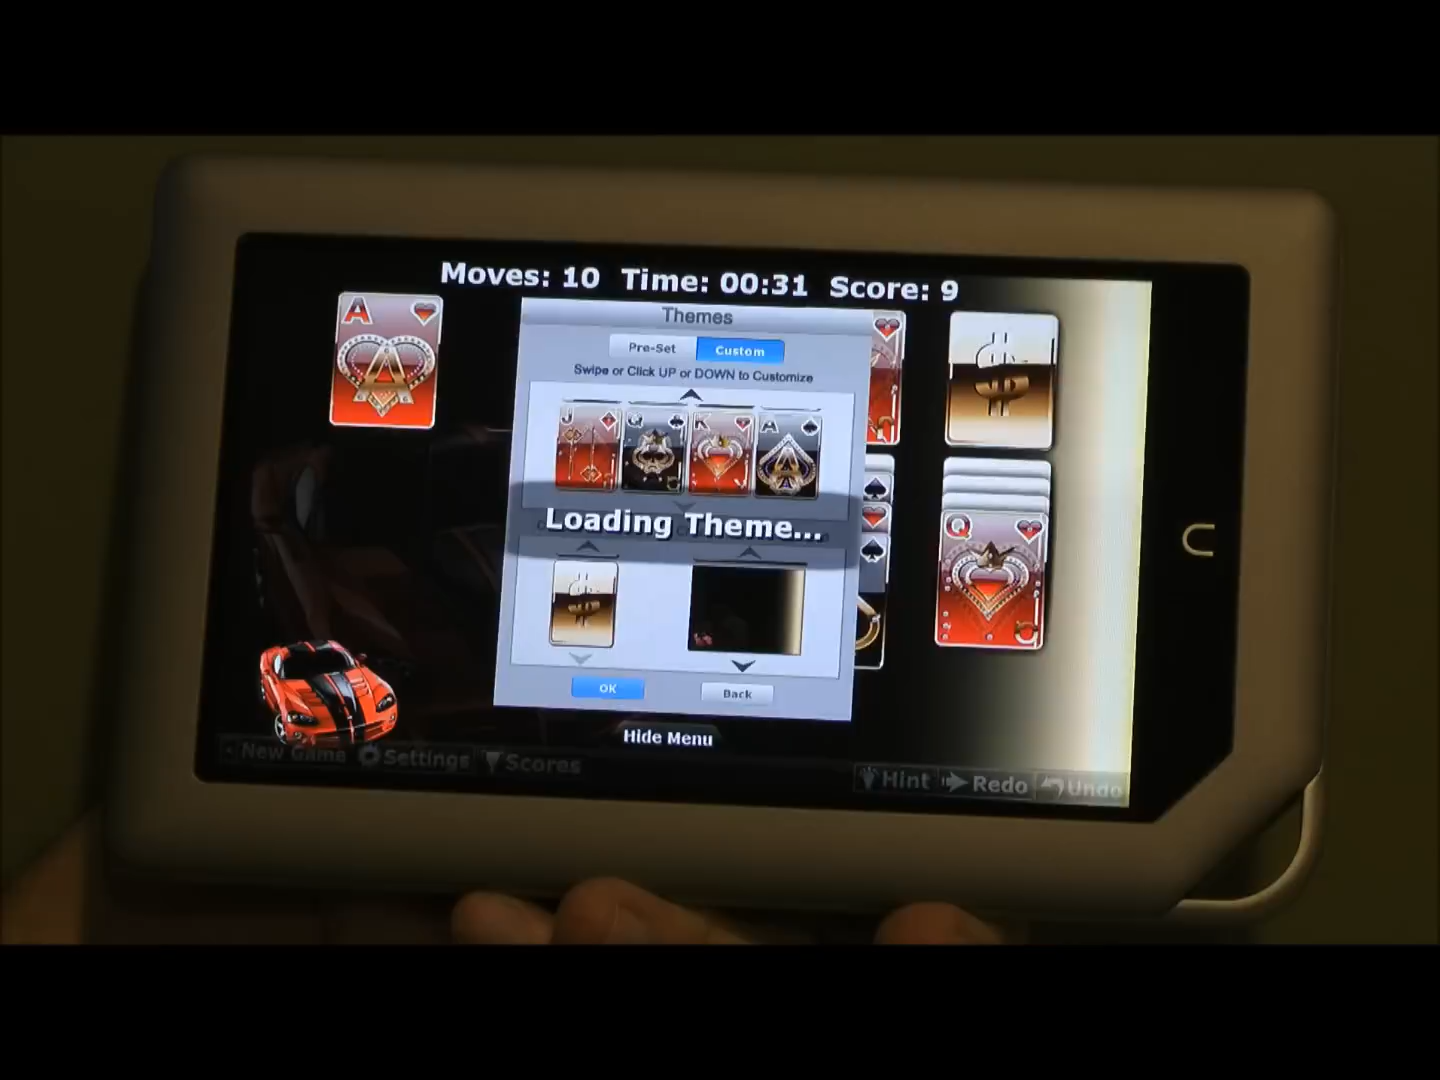 Moves: 10 Time: 00:31 Score: 9
Themes
Pre-Set Custom
Swipe or Click UP or DOWN to Customize
A
J Q K A
Loading Theme...
Q
OK Back
Hide Menu
New Game Settings Scores
Hint Redo Undo